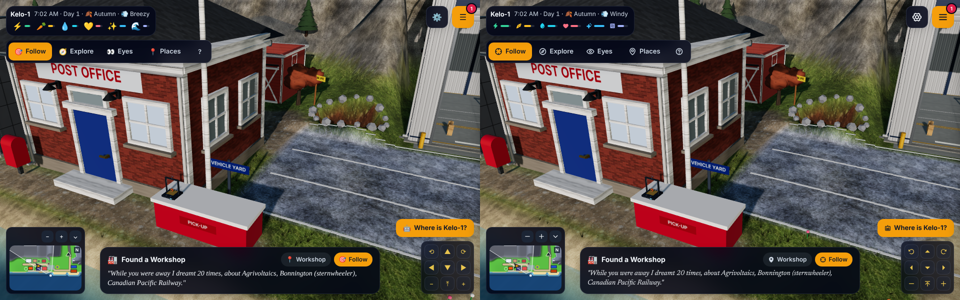 Kelo-1 7:02 AM · Day 1 · Autumn · Breezy
1
Follow Explore Eyes Places ?
POST OFFICE
VEHICLE YARD
PICK-UP
Where is Kelo-1?
N
Found a Workshop
Workshop Follow
"While you were away I dreamt 20 times, about Agrivoltaics, Bonnington (sternwheeler),
Canadian Pacific Railway."
Kelo-1 7:02 AM · Day 1 · Autumn · Windy
1
Follow Explore Eyes Places ?
POST OFFICE
VEHICLE YARD
PICK-UP
Where is Kelo-1?
N
Found a Workshop
Workshop Follow
"While you were away I dreamt 20 times, about Agrivoltaics, Bonnington (sternwheeler),
Canadian Pacific Railway."